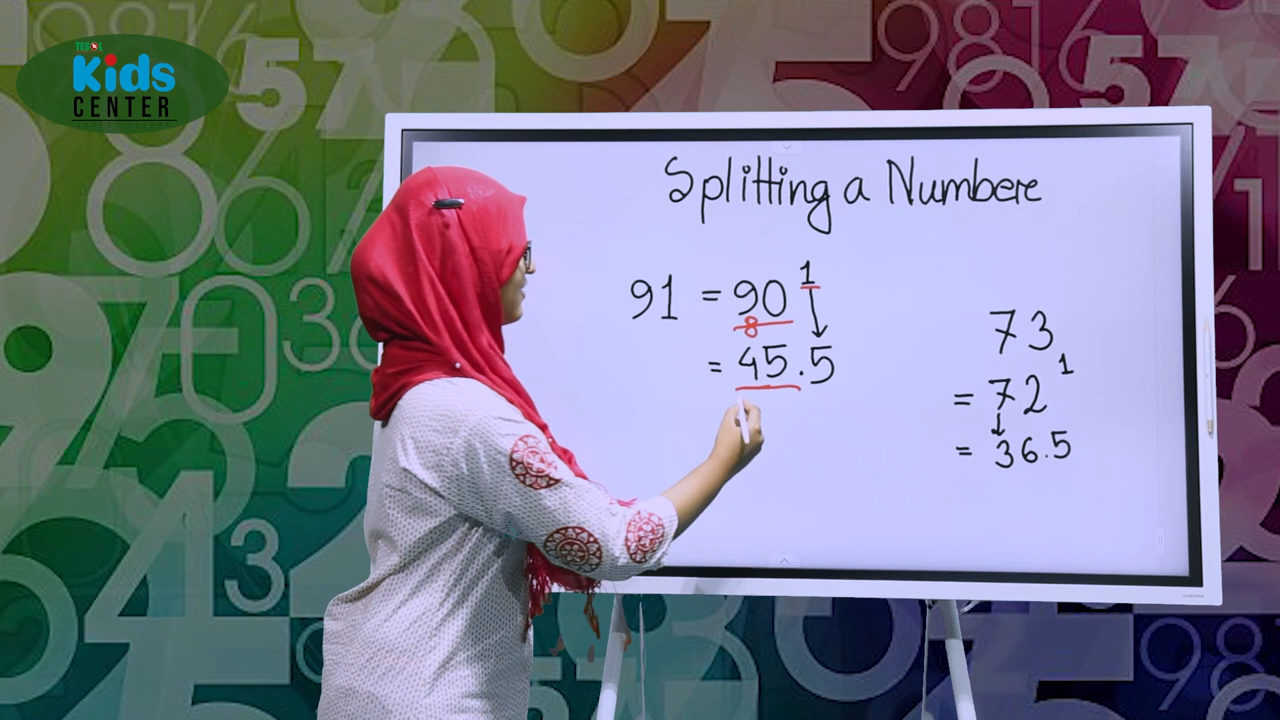 TESOL
Kids
CENTER
Splitting a Numbere
91 = 90 1
8
= 45.5
73
= 72 1
= 36.5